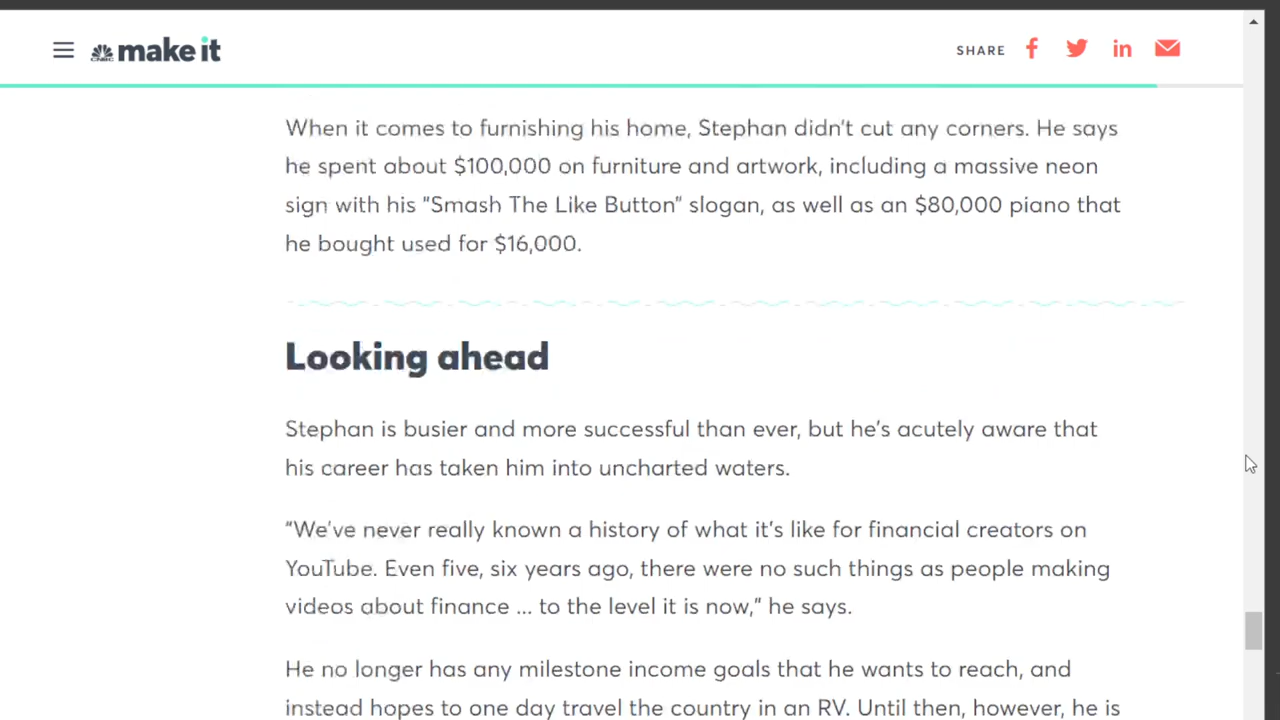 CNBC make it
SHARE
When it comes to furnishing his home, Stephan didn't cut any corners. He says
he spent about $100,000 on furniture and artwork, including a massive neon
sign with his "Smash The Like Button" slogan, as well as an $80,000 piano that
he bought used for $16,000.
Looking ahead
Stephan is busier and more successful than ever, but he's acutely aware that
his career has taken him into uncharted waters.
"We've never really known a history of what it's like for financial creators on
YouTube. Even five, six years ago, there were no such things as people making
videos about finance ... to the level it is now," he says.
He no longer has any milestone income goals that he wants to reach, and
instead hopes to one day travel the country in an RV. Until then, however, he is